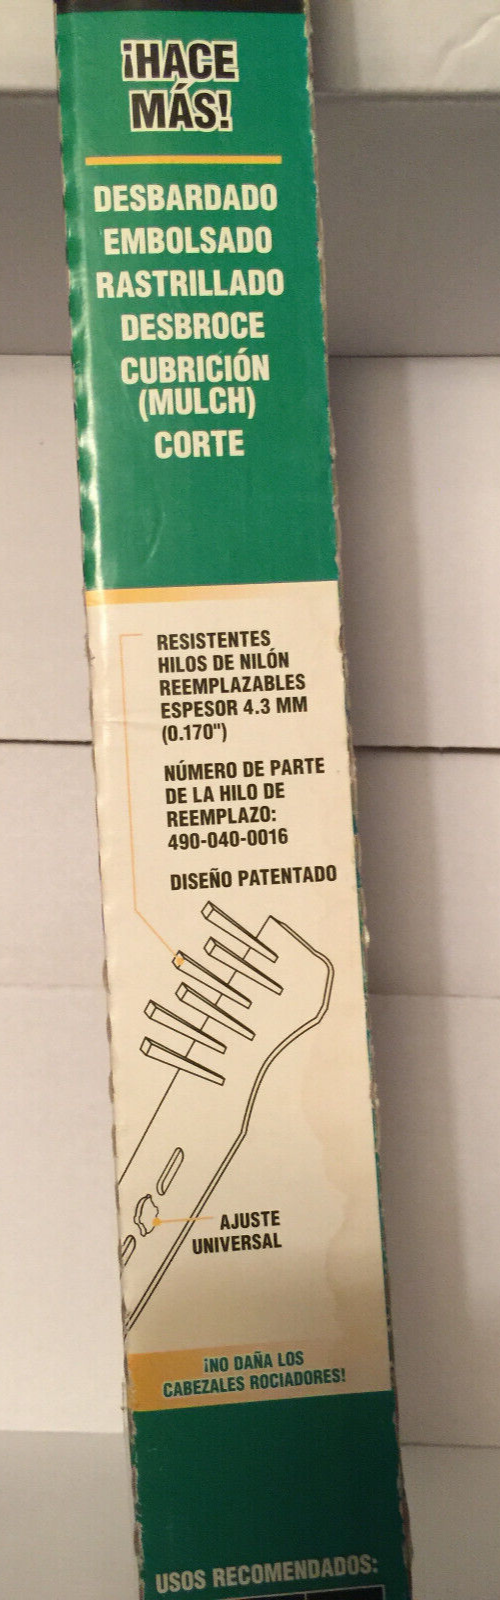 ¡HACE
MÁS!
DESBARDADO
EMBOLSADO
RASTRILLADO
DESBROCE
CUBRICIÓN
(MULCH)
CORTE
RESISTENTES
HILOS DE NILÓN
REEMPLAZABLES
ESPESOR 4.3 MM
(0.170")
NÚMERO DE PARTE
DE LA HILO DE
REEMPLAZO:
490-040-0016
DISEÑO PATENTADO
AJUSTE
UNIVERSAL
¡NO DAÑA LOS
CABEZALES ROCIADORES!
USOS RECOMENDADOS: